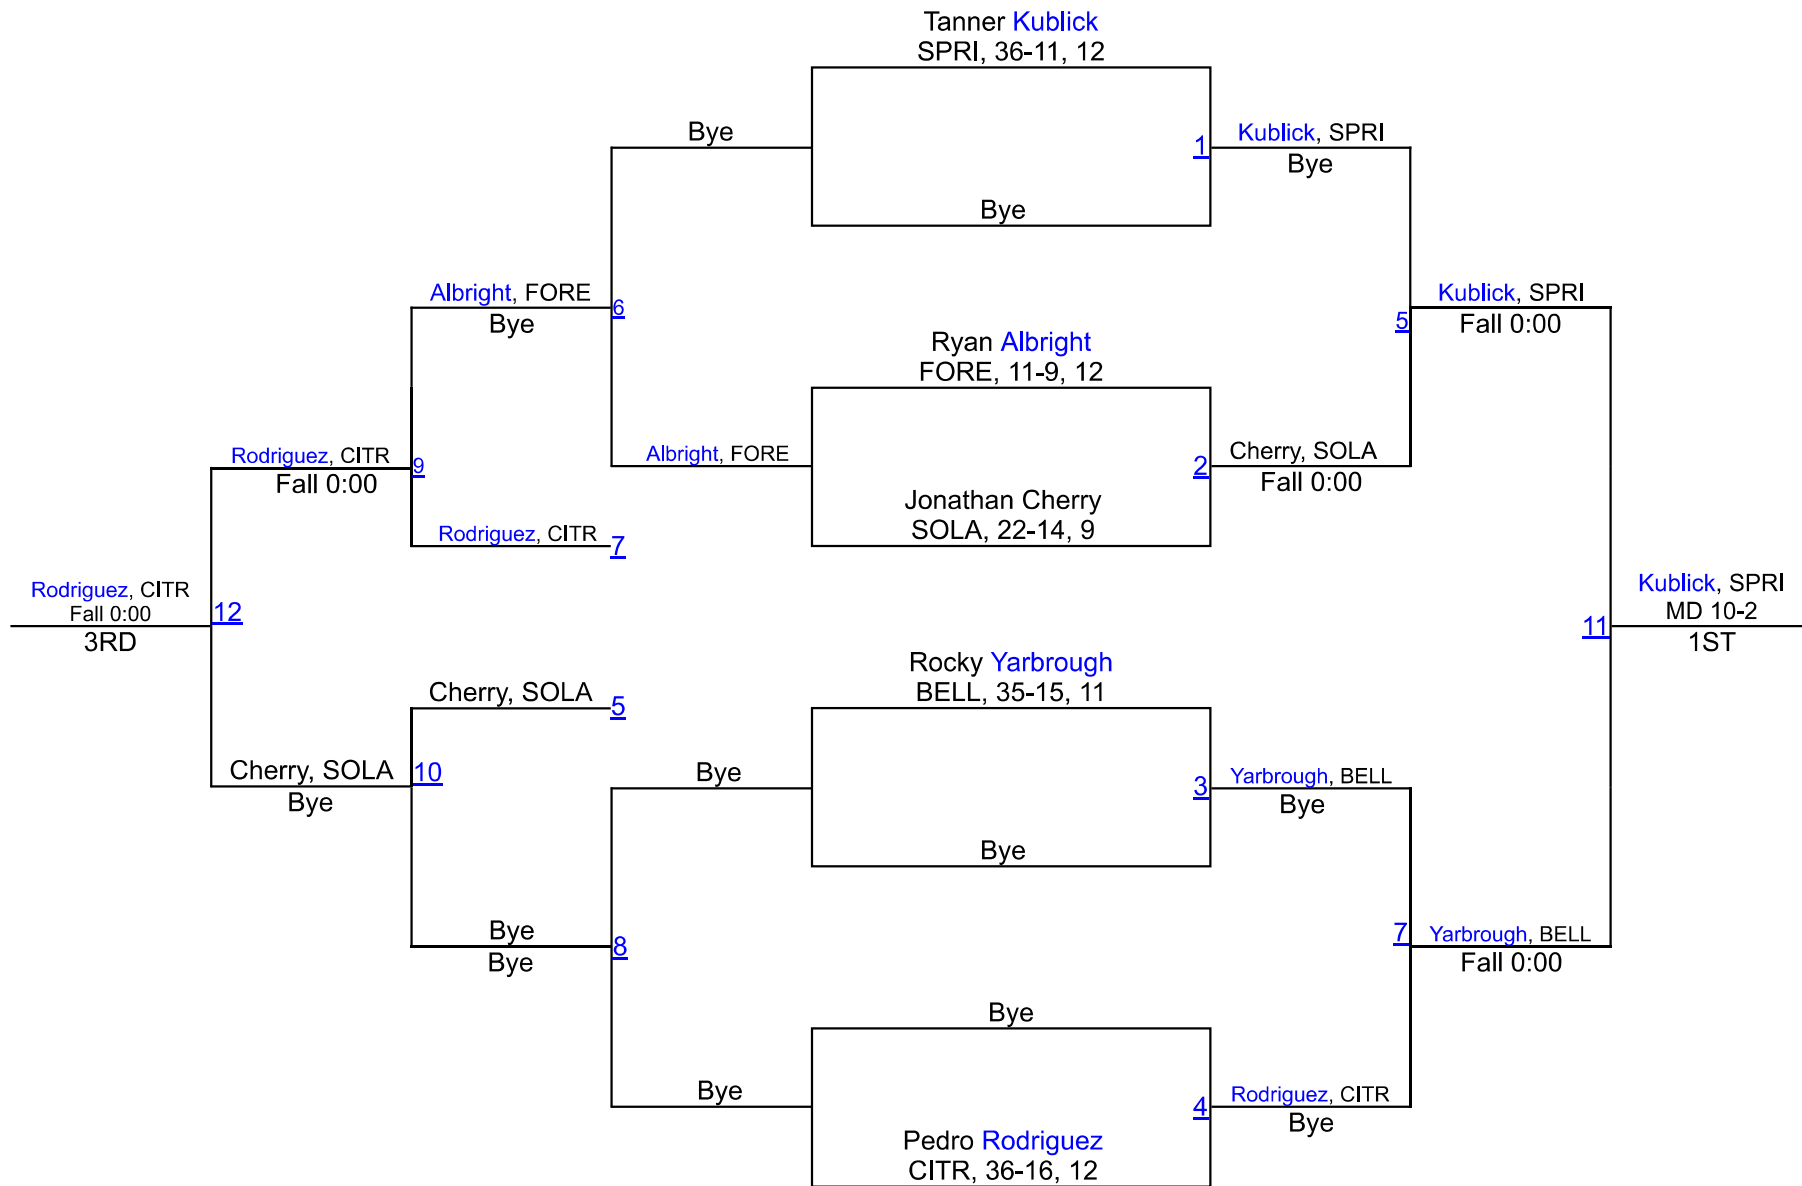 Tanner Kublick
SPRI, 36-11, 12
Bye
1
Kublick, SPRI
Bye
Bye
Albright, FORE
Bye
6
Kublick, SPRI
Fall 0:00
5
Ryan Albright
FORE, 11-9, 12
Rodriguez, CITR
Fall 0:00
9
Albright, FORE
2
Cherry, SOLA
Fall 0:00
Jonathan Cherry
SOLA, 22-14, 9
Rodriguez, CITR
7
Rodriguez, CITR
Fall 0:00
3RD
12
Kublick, SPRI
MD 10-2
1ST
11
Rocky Yarbrough
BELL, 35-15, 11
Cherry, SOLA
5
Cherry, SOLA
Bye
10
Bye
3
Yarbrough, BELL
Bye
Bye
Bye
Bye
8
7
Yarbrough, BELL
Fall 0:00
Bye
Bye
4
Rodriguez, CITR
Bye
Pedro Rodriguez
CITR, 36-16, 12